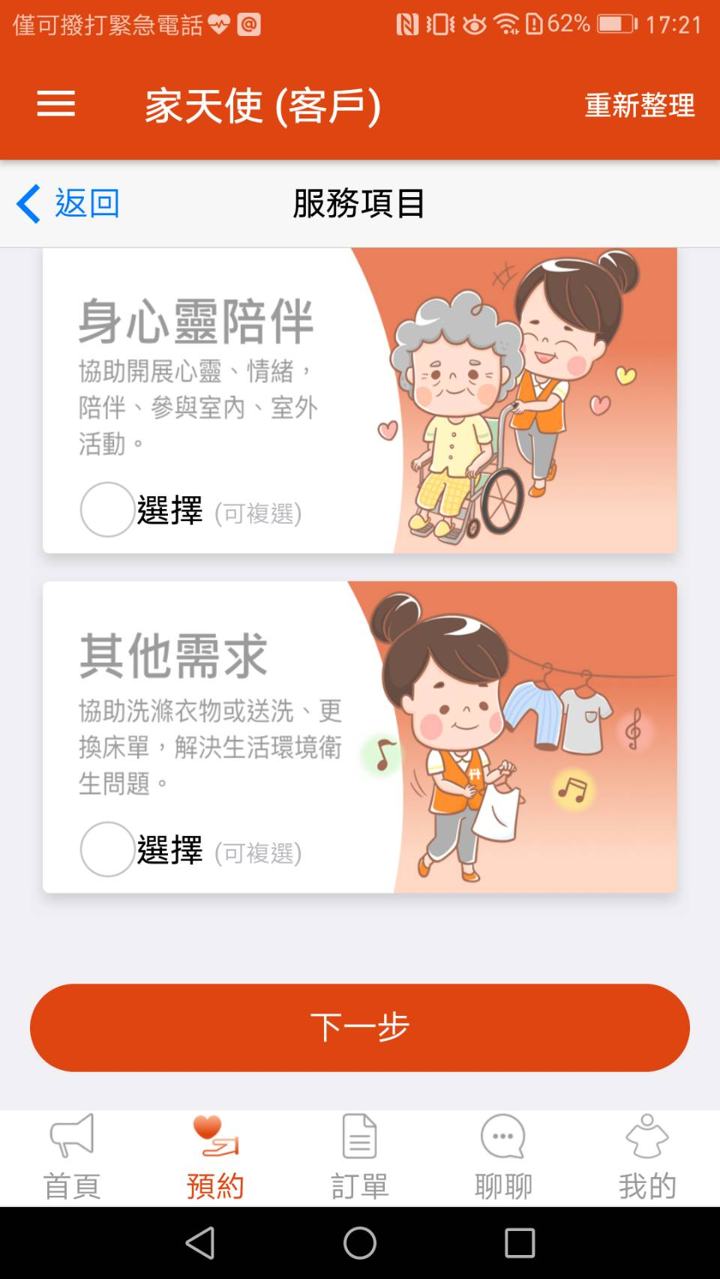 僅可撥打緊急電話 62% 17:21
家天使 (客戶) 重新整理
返回 服務項目
身心靈陪伴
協助開展心靈、情緒，
陪伴、參與室內、室外
活動。
選擇 (可複選)
其他需求
協助洗滌衣物或送洗、更
換床單，解決生活環境衛
生問題。
選擇 (可複選)
下一步
首頁 預約 訂單 聊聊 我的